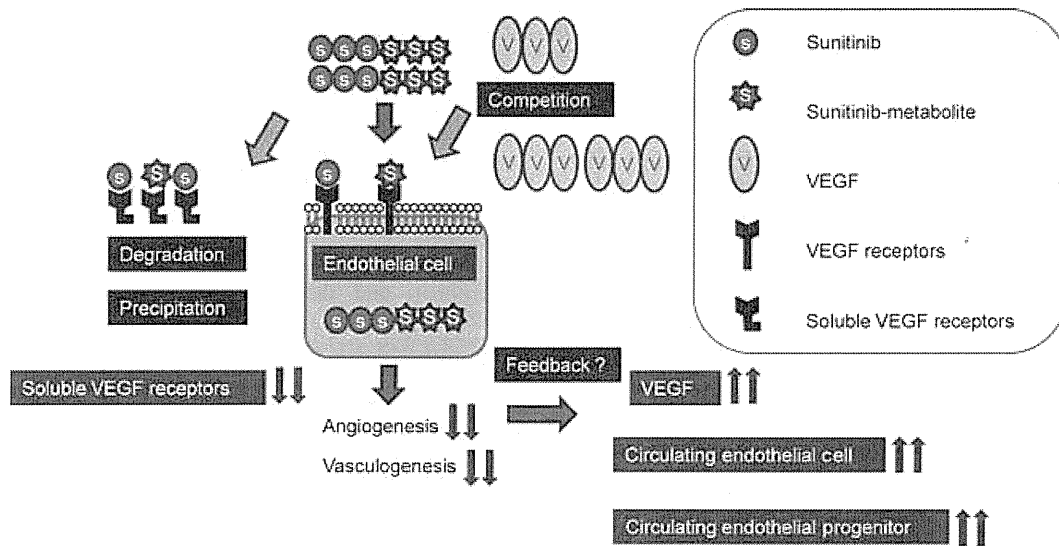 s s s S S S
s s s S S S
V V V
Competition
V V V V V V
s S s
s S
Degradation
Precipitation
Endothelial cell
s s s S S S
Soluble VEGF receptors
Angiogenesis
Vasculogenesis
Feedback ?
VEGF
Circulating endothelial cell
Circulating endothelial progenitor
s Sunitinib
S Sunitinib-metabolite
V VEGF
VEGF receptors
Soluble VEGF receptors